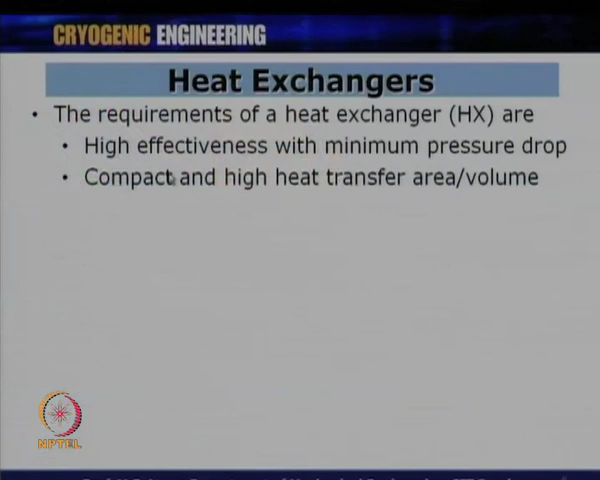 CRYOGENIC ENGINEERING
Heat Exchangers
• The requirements of a heat exchanger (HX) are
• High effectiveness with minimum pressure drop
• Compact and high heat transfer area/volume
NPTEL